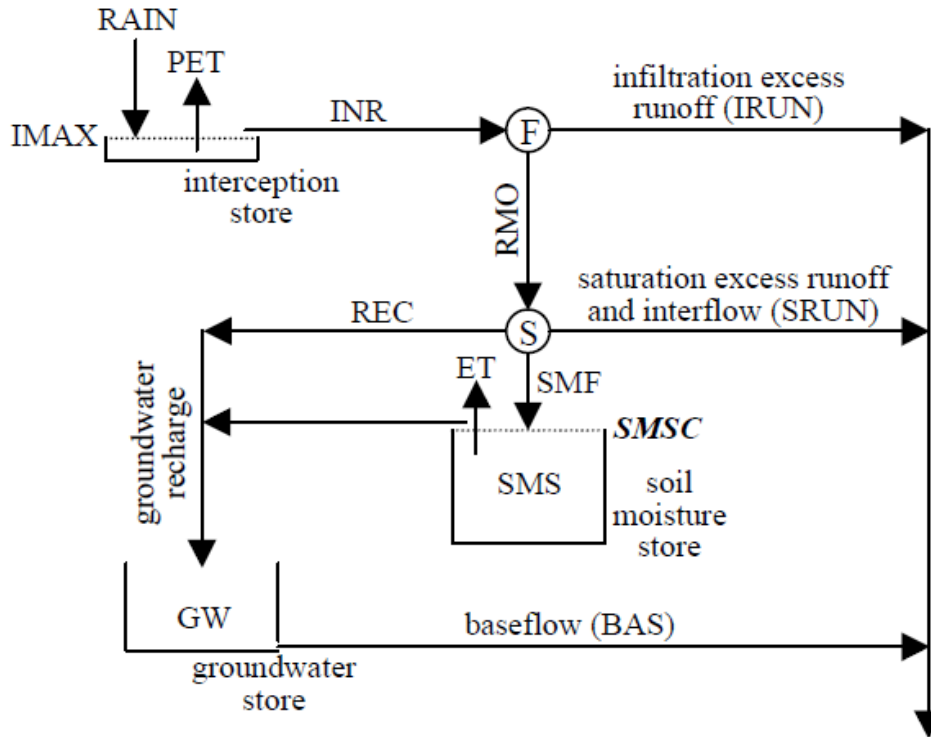 RAIN
PET
IMAX
INR
F
infiltration excess
runoff (IRUN)
interception
store
RMO
saturation excess runoff
and interflow (SRUN)
REC
S
ET
SMF
SMSC
groundwater
recharge
SMS
soil
moisture
store
GW
baseflow (BAS)
groundwater
store